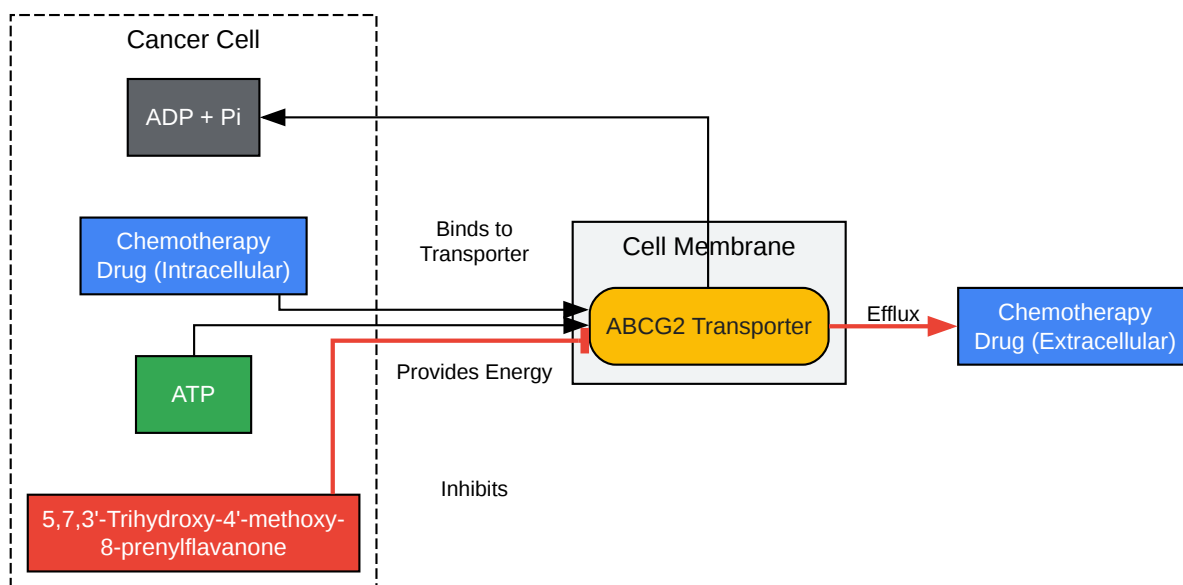 Cancer Cell
ADP + Pi
Chemotherapy
Drug (Intracellular)
Binds to
Transporter
Cell Membrane
ABCG2 Transporter
Efflux
Chemotherapy
Drug (Extracellular)
ATP
Provides Energy
Inhibits
5,7,3'-Trihydroxy-4'-methoxy-
8-prenylflavanone